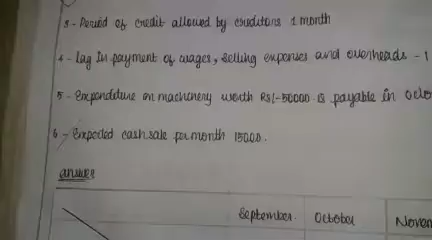 3 - Period of credit allowed by creditors 1 month
4 - Lag In payment of wages, selling expenses and overheads - 1
5 - Expenditure on machinery worth Rs/-50000 is payable in Octo
6 - Expected cash sale per month 15000.
answer
September. October Novem